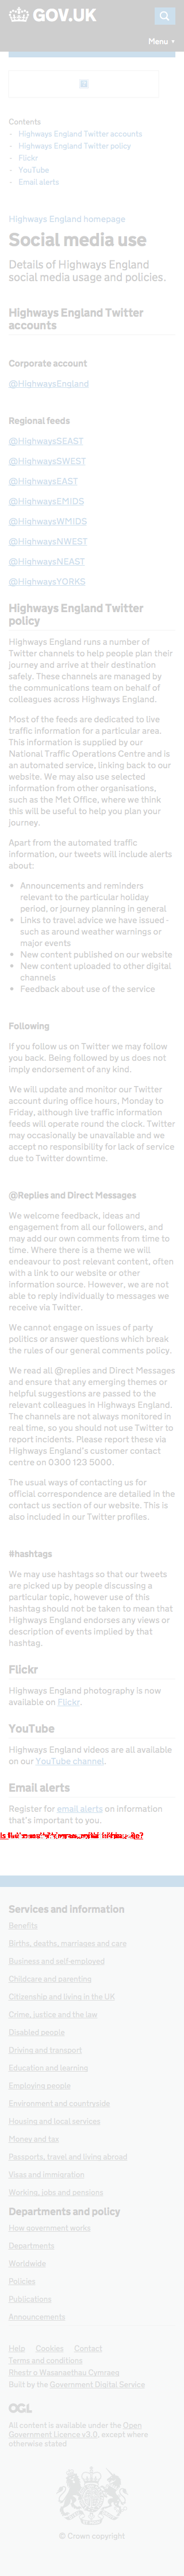 GOV.UK
Menu ▼
Contents
- Highways England Twitter accounts
- Highways England Twitter policy
- Flickr
- YouTube
- Email alerts
Highways England homepage
Social media use
Details of Highways England
social media usage and policies.
Highways England Twitter
accounts
Corporate account
@HighwaysEngland
Regional feeds
@HighwaysSEAST
@HighwaysSWEST
@HighwaysEAST
@HighwaysEMIDS
@HighwaysWMIDS
@HighwaysNWEST
@HighwaysNEAST
@HighwaysYORKS
Highways England Twitter
policy
Highways England runs a number of
Twitter channels to help people plan their
journey and arrive at their destination
safely. These channels are managed by
the communications team on behalf of
colleagues across Highways England.
Most of the feeds are dedicated to live
traffic information for a particular area.
This information is supplied by our
National Traffic Operations Centre and is
an automated service, linking back to our
website. We may also use selected
information from other organisations,
such as the Met Office, where we think
this will be useful to help you plan your
journey.
Apart from the automated traffic
information, our tweets will include alerts
about:
• Announcements and reminders
relevant to the particular holiday
period, or journey planning in general
• Links to travel advice we have issued -
such as around weather warnings or
major events
• New content published on our website
• New content uploaded to other digital
channels
• Feedback about use of the service
Following
If you follow us on Twitter we may follow
you back. Being followed by us does not
imply endorsement of any kind.
We will update and monitor our Twitter
account during office hours, Monday to
Friday, although live traffic information
feeds will operate round the clock. Twitter
may occasionally be unavailable and we
accept no responsibility for lack of service
due to Twitter downtime.
@Replies and Direct Messages
We welcome feedback, ideas and
engagement from all our followers, and
may add our own comments from time to
time. Where there is a theme we will
endeavour to post relevant content, often
with a link to our website or other
information source. However, we are not
able to reply individually to messages we
receive via Twitter.
We cannot engage on issues of party
politics or answer questions which break
the rules of our general comments policy.
We read all @replies and Direct Messages
and ensure that any emerging themes or
helpful suggestions are passed to the
relevant colleagues in Highways England.
The channels are not always monitored
in real time, so you should not use Twitter to
report incidents. Please report these via
Highways England's customer contact
centre on 0300 123 5000.
The usual ways of contacting us for
official correspondence are detailed in the
contact us section of our website. This is
also included in our Twitter profiles.
#hashtags
We may use hashtags so that our tweets
are picked up by people discussing a
particular topic, however use of this
hashtag should not be taken to mean that
Highways England endorses any views or
description of events implied by that
hashtag.
Flickr
Highways England photography is now
available on Flickr.
YouTube
Highways England videos are all available
on our YouTube channel.
Email alerts
Register for email alerts on information
that's important to you.
Services and information
Benefits
Births, deaths, marriages and care
Business and self-employed
Childcare and parenting
Citizenship and living in the UK
Crime, justice and the law
Disabled people
Driving and transport
Education and learning
Employing people
Environment and countryside
Housing and local services
Money and tax
Passports, travel and living abroad
Visas and immigration
Working, jobs and pensions
Departments and policy
How government works
Departments
Worldwide
Policies
Publications
Announcements
Help Cookies Contact
Terms and conditions
Rhestr o Wasanaethau Cymraeg
Built by the Government Digital Service
OGL
All content is available under the Open
Government Licence v3.0, except where
otherwise stated
© Crown copyright